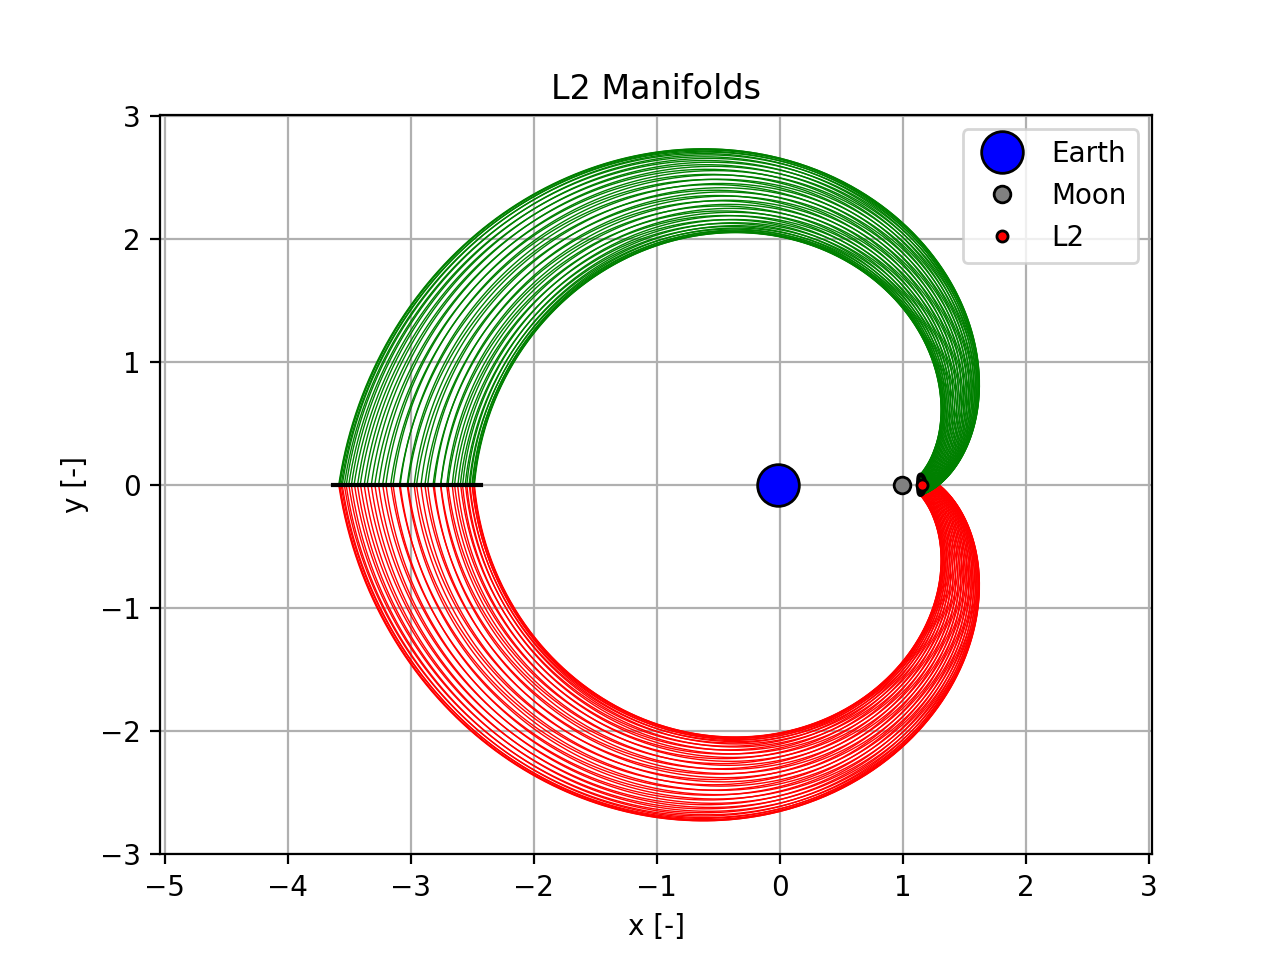 L2 Manifolds
Earth
Moon
L2
3
2
1
0
−1
−2
−3
y [-]
−5 −4 −3 −2 −1 0 1 2 3
x [-]